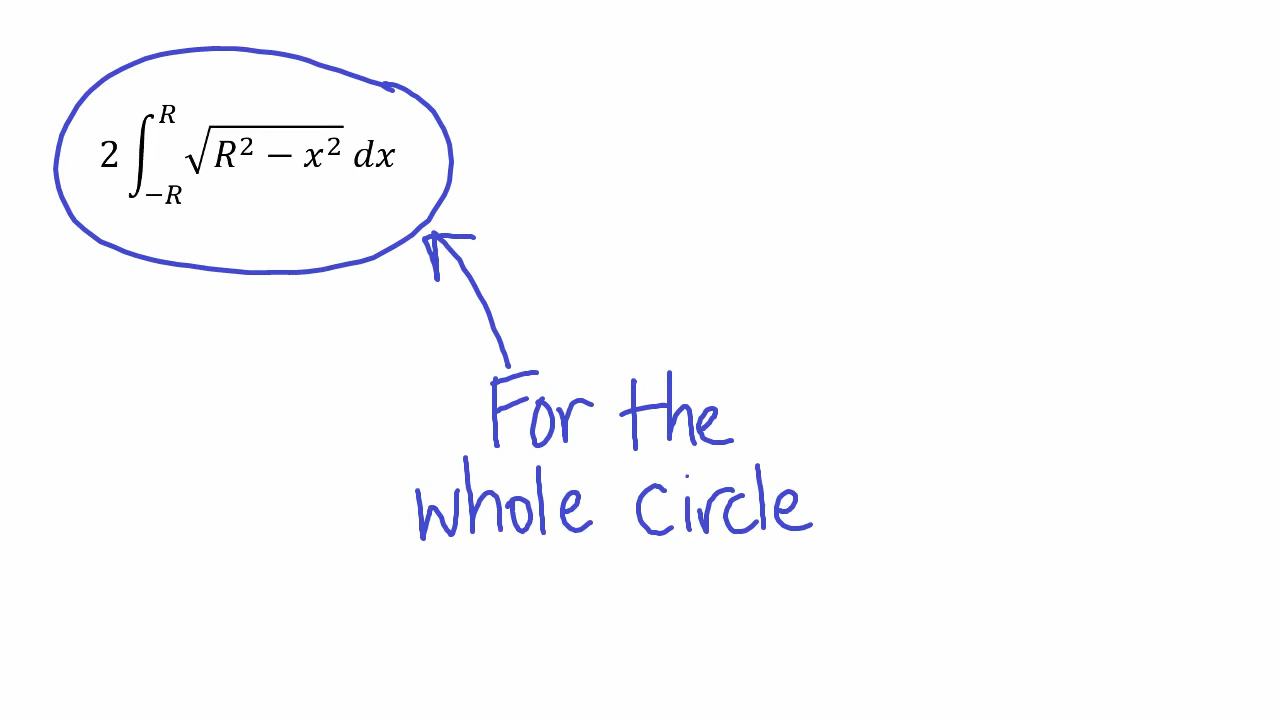 2 ∫_{-R}^{R} √(R² − x²) dx
For the
whole circle